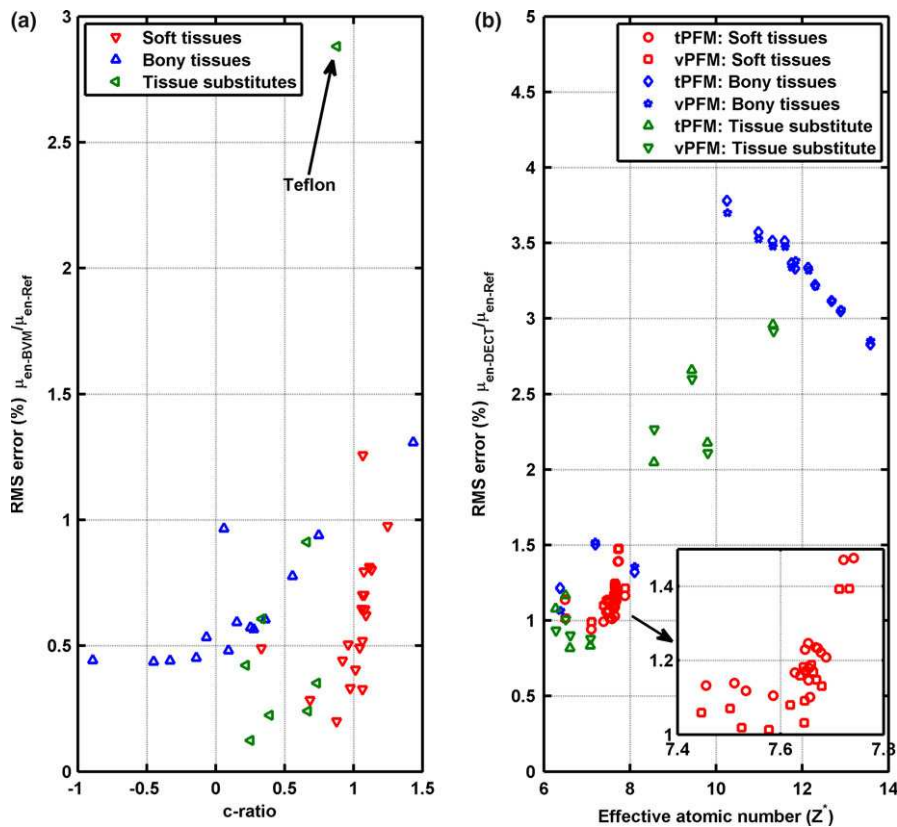 (a)
3
2.5
2
1.5
1
0.5
0
-1
-0.5
0
0.5
1
1.5
RMS error (%) μen-BVM/μen-Ref
c-ratio
Soft tissues
Bony tissues
Tissue substitutes
Teflon
(b)
5
4.5
4
3.5
3
2.5
2
1.5
1
0.5
0
6
8
10
12
14
RMS error (%) μen-DECT/μen-Ref
Effective atomic number (Z*)
tPFM: Soft tissues
vPFM: Soft tissues
tPFM: Bony tissues
vPFM: Bony tissues
tPFM: Tissue substitute
vPFM: Tissue substitute
1.4
1.2
1
7.4
7.6
7.8